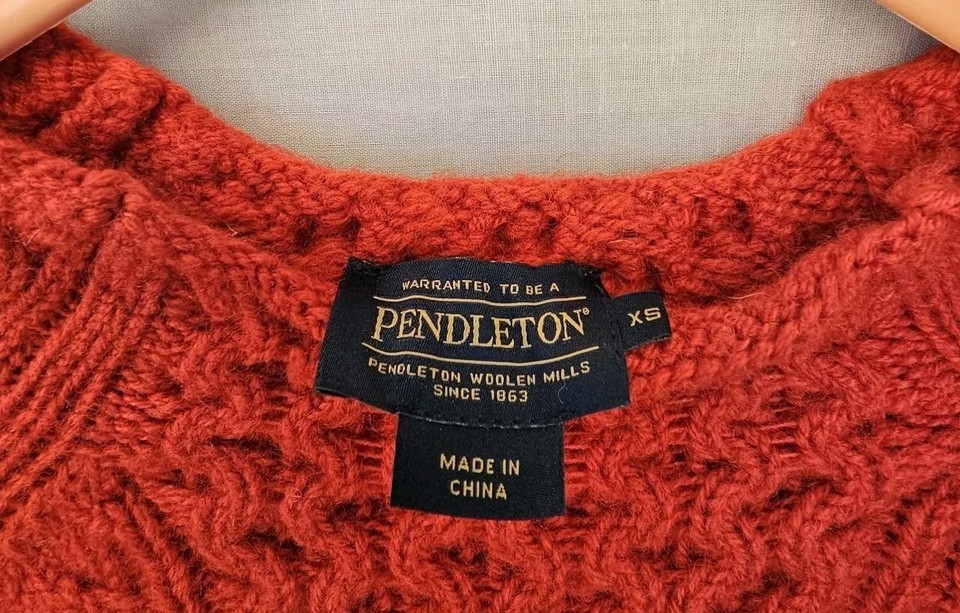 WARRANTED TO BE A
PENDLETON®
PENDLETON WOOLEN MILLS
SINCE 1863
XS
MADE IN
CHINA